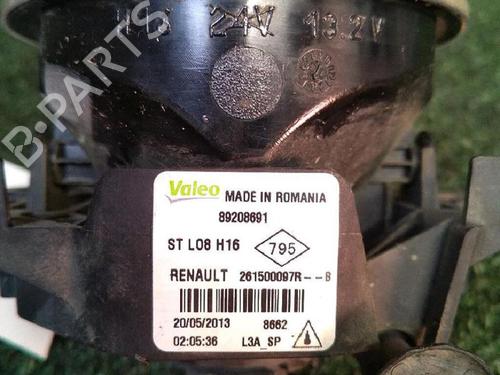 24V 13.2V
B-PARTS
Valeo MADE IN ROMANIA
89208691
ST L08 H16 795
RENAULT 261500097R--B
20/05/2013 8662
02:05:36 L3A_SP